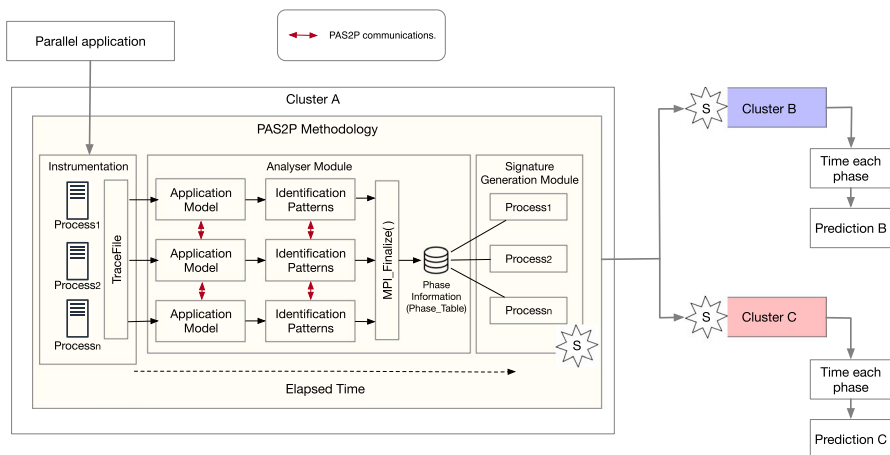 Parallel application
PAS2P communications.
Cluster A
PAS2P Methodology
Instrumentation
Process1
Process2
Processn
TraceFile
Analyser Module
Application
Model
Identification
Patterns
Application
Model
Identification
Patterns
Application
Model
Identification
Patterns
MPI_Finalize( )
Phase
Information
(Phase_Table)
Signature
Generation Module
Process1
Process2
Processn
S
Elapsed Time
S
Cluster B
Time each
phase
Prediction B
S
Cluster C
Time each
phase
Prediction C